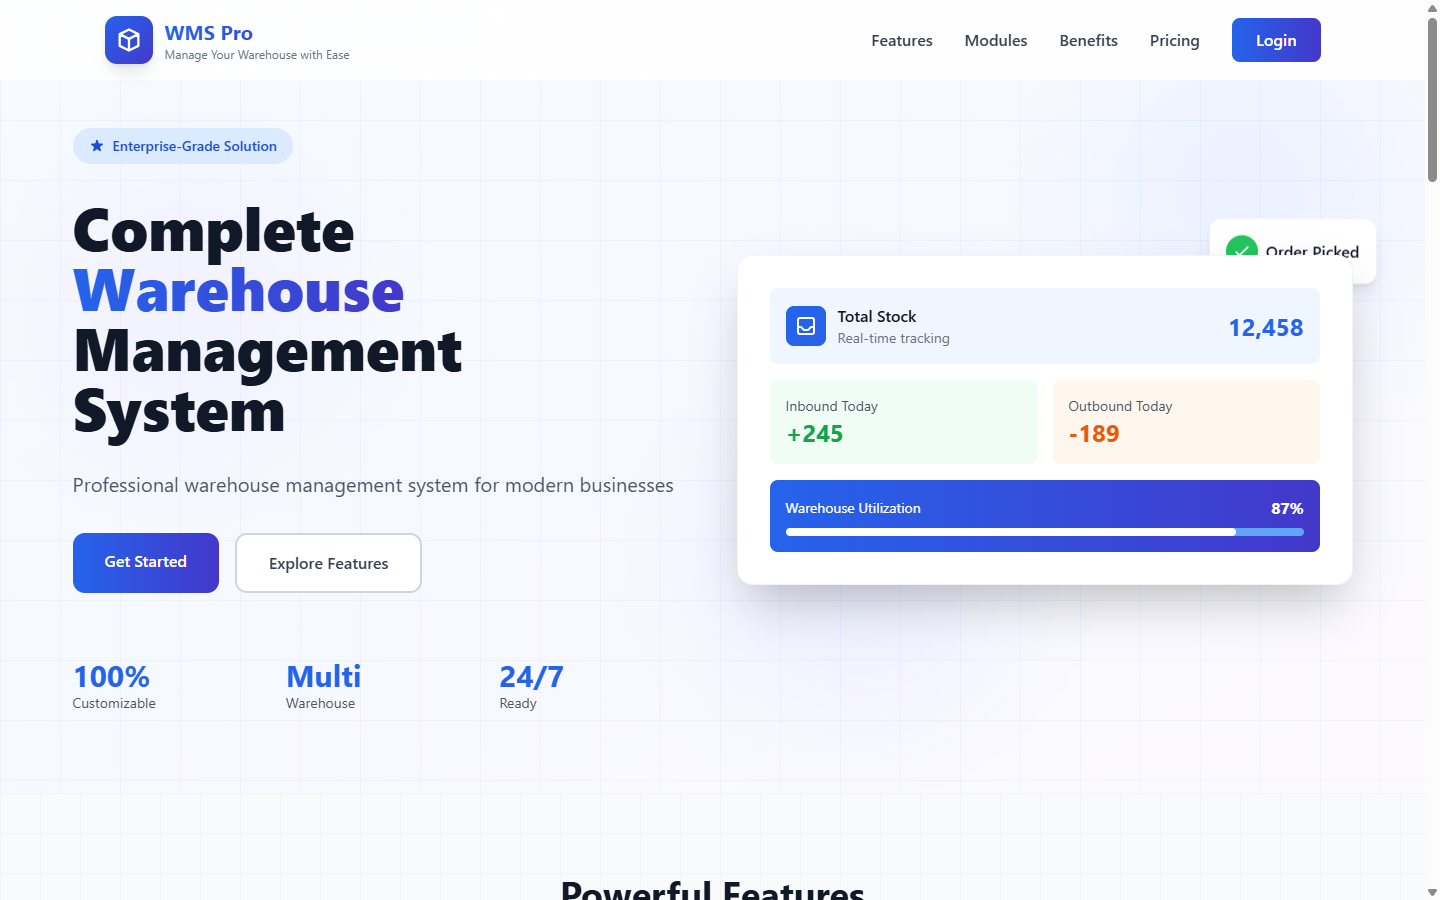 WMS Pro
Manage Your Warehouse with Ease
Features
Modules
Benefits
Pricing
Login
Enterprise-Grade Solution
Complete
Warehouse
Management
System
Professional warehouse management system for modern businesses
Get Started
Explore Features
100%
Customizable
Multi
Warehouse
24/7
Ready
Order Picked
Total Stock
Real-time tracking
12,458
Inbound Today
+245
Outbound Today
-189
Warehouse Utilization
87%
Powerful Features